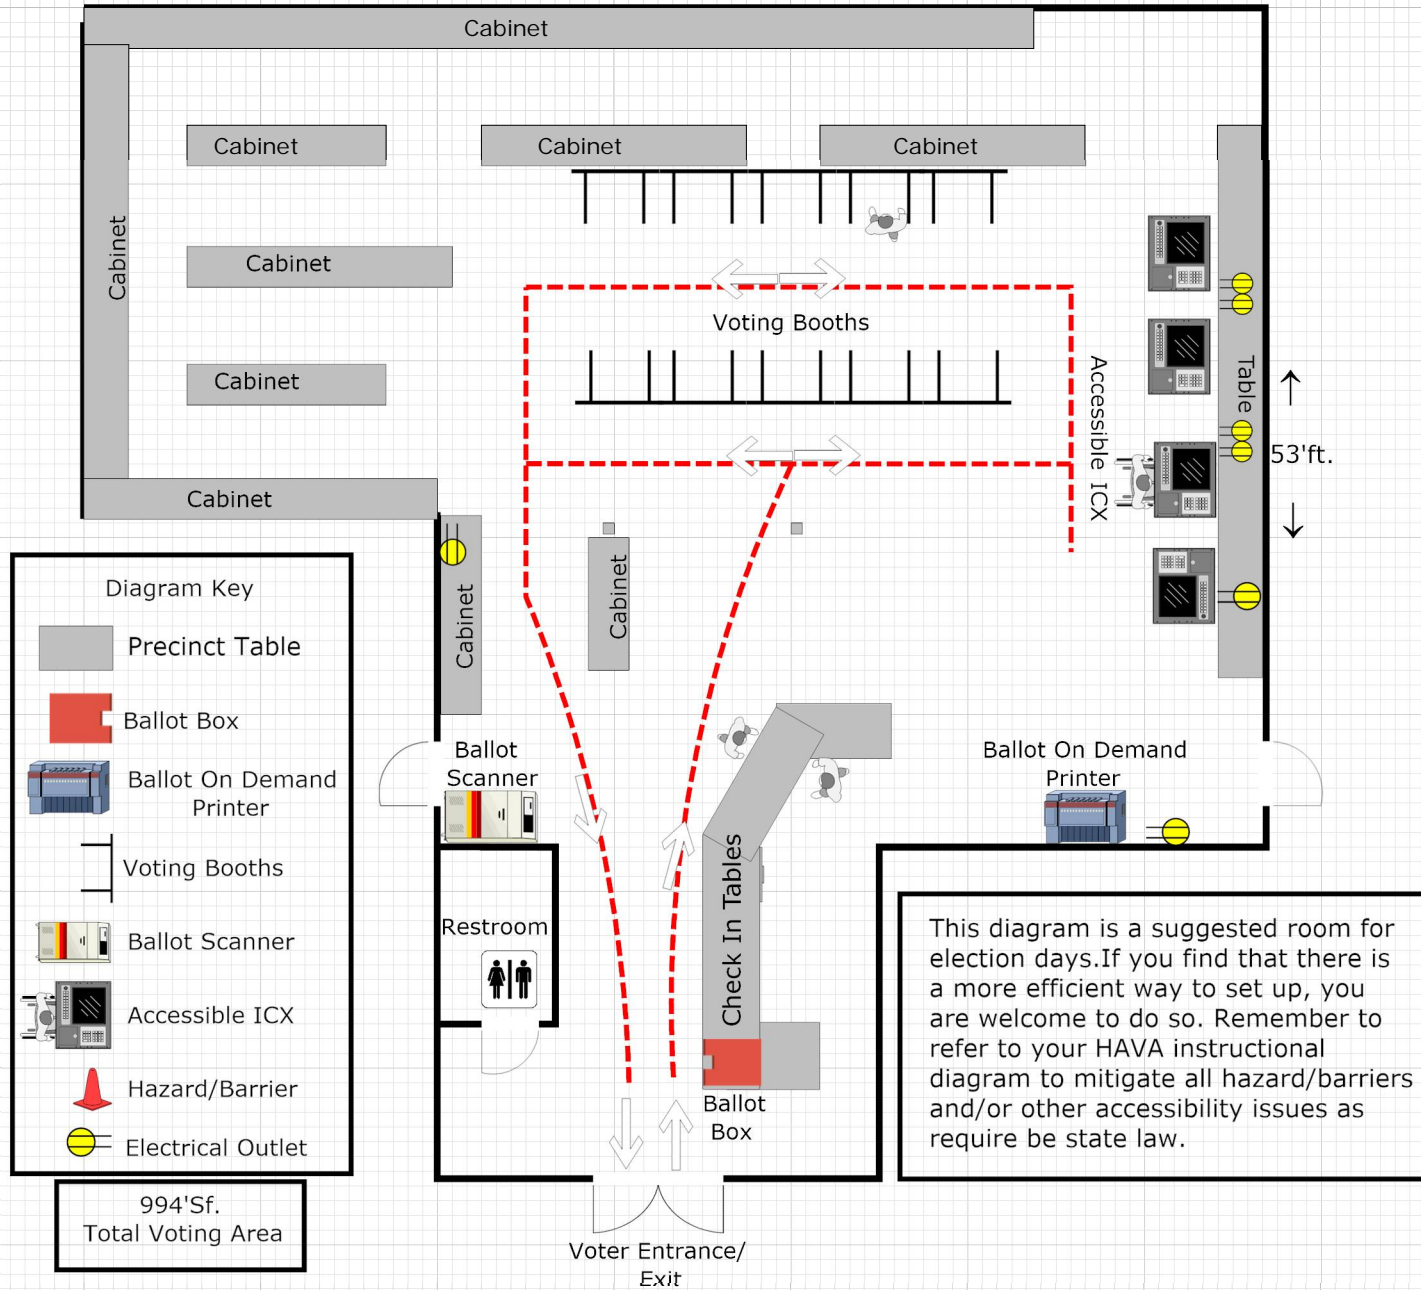 Cabinet
Cabinet
Cabinet
Cabinet
Cabinet
Cabinet
Voting Booths
Accessible ICX
Table
53'ft.
Cabinet
Cabinet
Cabinet
Cabinet
Diagram Key
Precinct Table
Ballot Box
Ballot On Demand
Printer
Voting Booths
Ballot Scanner
Accessible ICX
Hazard/Barrier
Electrical Outlet
994'Sf.
Total Voting Area
Ballot
Scanner
Ballot On Demand
Printer
Check In Tables
Restroom
Ballot
Box
This diagram is a suggested room for
election days.If you find that there is
a more efficient way to set up, you
are welcome to do so. Remember to
refer to your HAVA instructional
diagram to mitigate all hazard/barriers
and/or other accessibility issues as
require be state law.
Voter Entrance/
Exit